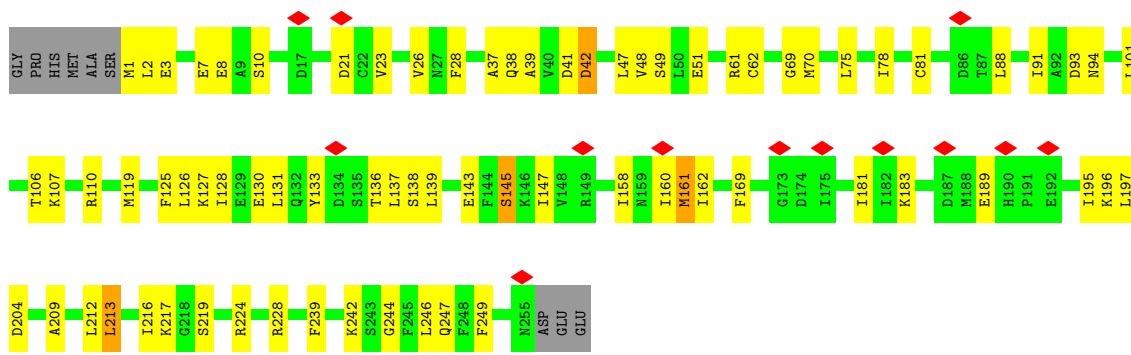 GLY PRO HIS MET ALA SER M1 L2 E3 E7 E8 A9 S10 D17 D21 C22 V23 V26 N27 F28 A37 Q38 A39 V40 D41 D42 L47 V48 S49 L50 E51 R61 C62 G69 M70 L75 I78 C81 D86 T87 L88 I91 A92 D93 N94 L101
T106 K107 R110 M119 F125 L126 K127 I128 E129 E130 L131 Q132 Y133 D134 S135 T136 L137 S138 L139 E143 F144 S145 K146 I147 V148 R149 I158 N159 I160 M161 I162 F169 G173 D174 I175 I181 I182 K183 D187 M188 E189 H190 P191 E192 I195 K196 L197
D204 A209 L212 L213 I216 K217 G218 S219 R224 R228 F239 K242 S243 G244 F245 L246 Q247 F248 F249 N255 ASP GLU GLU